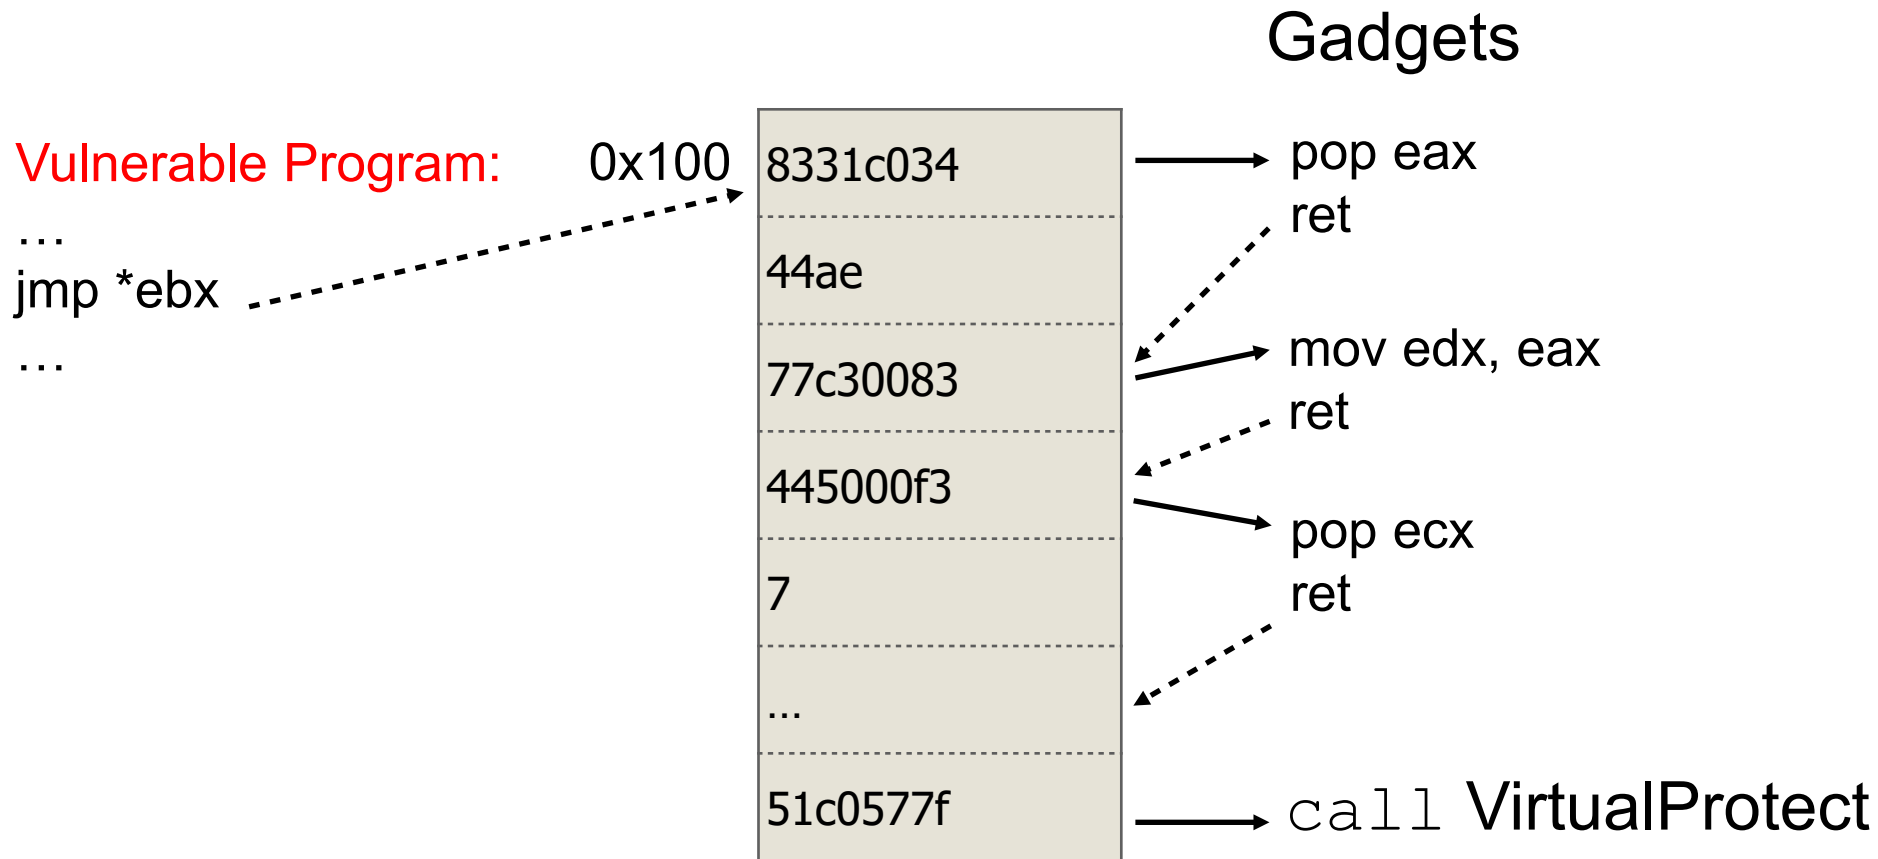 Gadgets
Vulnerable Program:
…
jmp *ebx
…
0x100
8331c034
44ae
77c30083
445000f3
7
…
51c0577f
pop eax
ret
mov edx, eax
ret
pop ecx
ret
call VirtualProtect